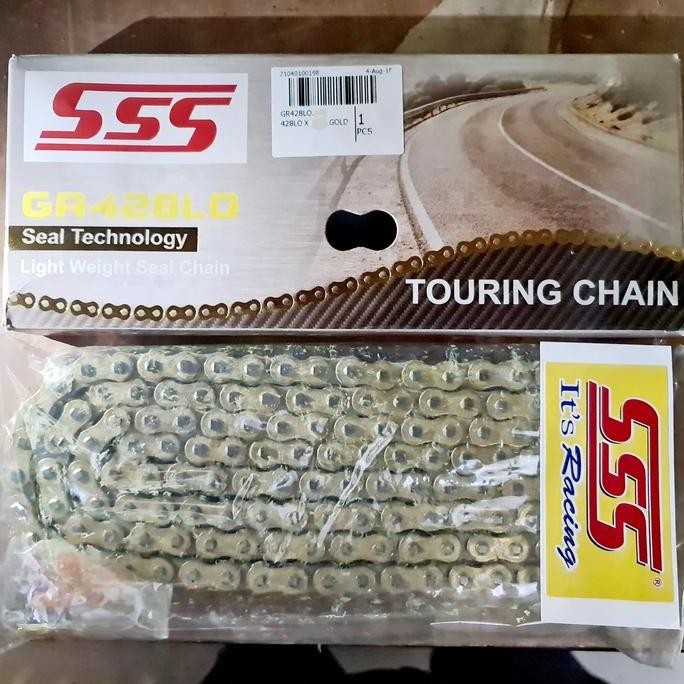 SSS
21040100198 4-Aug-1
GR428LO
428LO X GOLD
1
PCS
GR428LO
Seal Technology
Light Weight Seal Chain
TOURING CHAIN
SSS
It's Racing
®